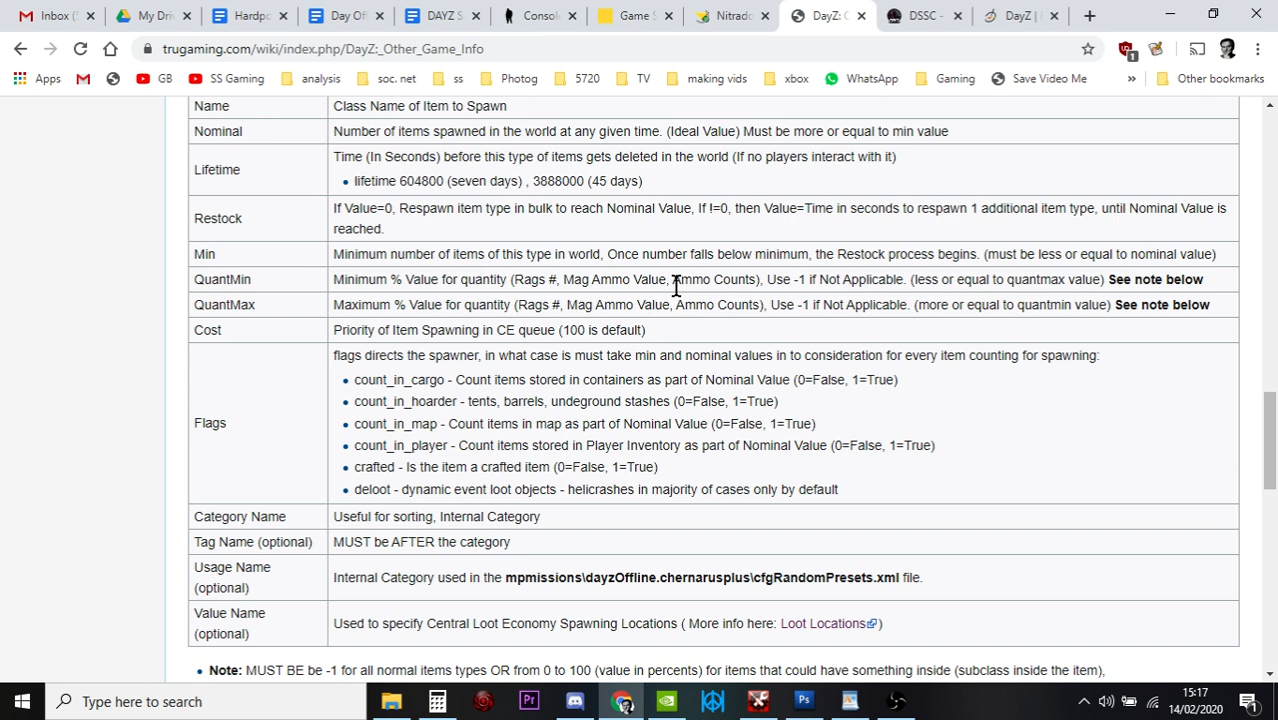 Inbox (
My Dri
Hardpo
Day Of
DAYZ S
Consol
Game S
Nitrado
DayZ: C
DSSC -
DayZ |
trugaming.com/wiki/index.php/DayZ:_Other_Game_Info
1
Apps
GB
SS Gaming
analysis
soc. net
ss
Photog
5720
TV
making vids
xbox
WhatsApp
Gaming
Save Video Me
»
Other bookmarks
Name Class Name of Item to Spawn
Nominal Number of items spawned in the world at any given time. (Ideal Value) Must be more or equal to min value
Lifetime Time (In Seconds) before this type of items gets deleted in the world (If no players interact with it)
• lifetime 604800 (seven days) , 3888000 (45 days)
Restock If Value=0, Respawn item type in bulk to reach Nominal Value, If !=0, then Value=Time in seconds to respawn 1 additional item type, until Nominal Value is
reached.
Min Minimum number of items of this type in world, Once number falls below minimum, the Restock process begins. (must be less or equal to nominal value)
QuantMin Minimum % Value for quantity (Rags #, Mag Ammo Value, Ammo Counts), Use -1 if Not Applicable. (less or equal to quantmax value) See note below
QuantMax Maximum % Value for quantity (Rags #, Mag Ammo Value, Ammo Counts), Use -1 if Not Applicable. (more or equal to quantmin value) See note below
Cost Priority of Item Spawning in CE queue (100 is default)
Flags flags directs the spawner, in what case is must take min and nominal values in to consideration for every item counting for spawning:
• count_in_cargo - Count items stored in containers as part of Nominal Value (0=False, 1=True)
• count_in_hoarder - tents, barrels, undeground stashes (0=False, 1=True)
• count_in_map - Count items in map as part of Nominal Value (0=False, 1=True)
• count_in_player - Count items stored in Player Inventory as part of Nominal Value (0=False, 1=True)
• crafted - Is the item a crafted item (0=False, 1=True)
• deloot - dynamic event loot objects - helicrashes in majority of cases only by default
Category Name Useful for sorting, Internal Category
Tag Name (optional) MUST be AFTER the category
Usage Name
(optional) Internal Category used in the mpmissions\dayzOffline.chernarusplus\cfgRandomPresets.xml file.
Value Name
(optional) Used to specify Central Loot Economy Spawning Locations ( More info here: Loot Locations )
• Note: MUST BE be -1 for all normal items types OR from 0 to 100 (value in percents) for items that could have something inside (subclass inside the item),
Type here to search
Pr
Ps
15:17
14/02/2020
1